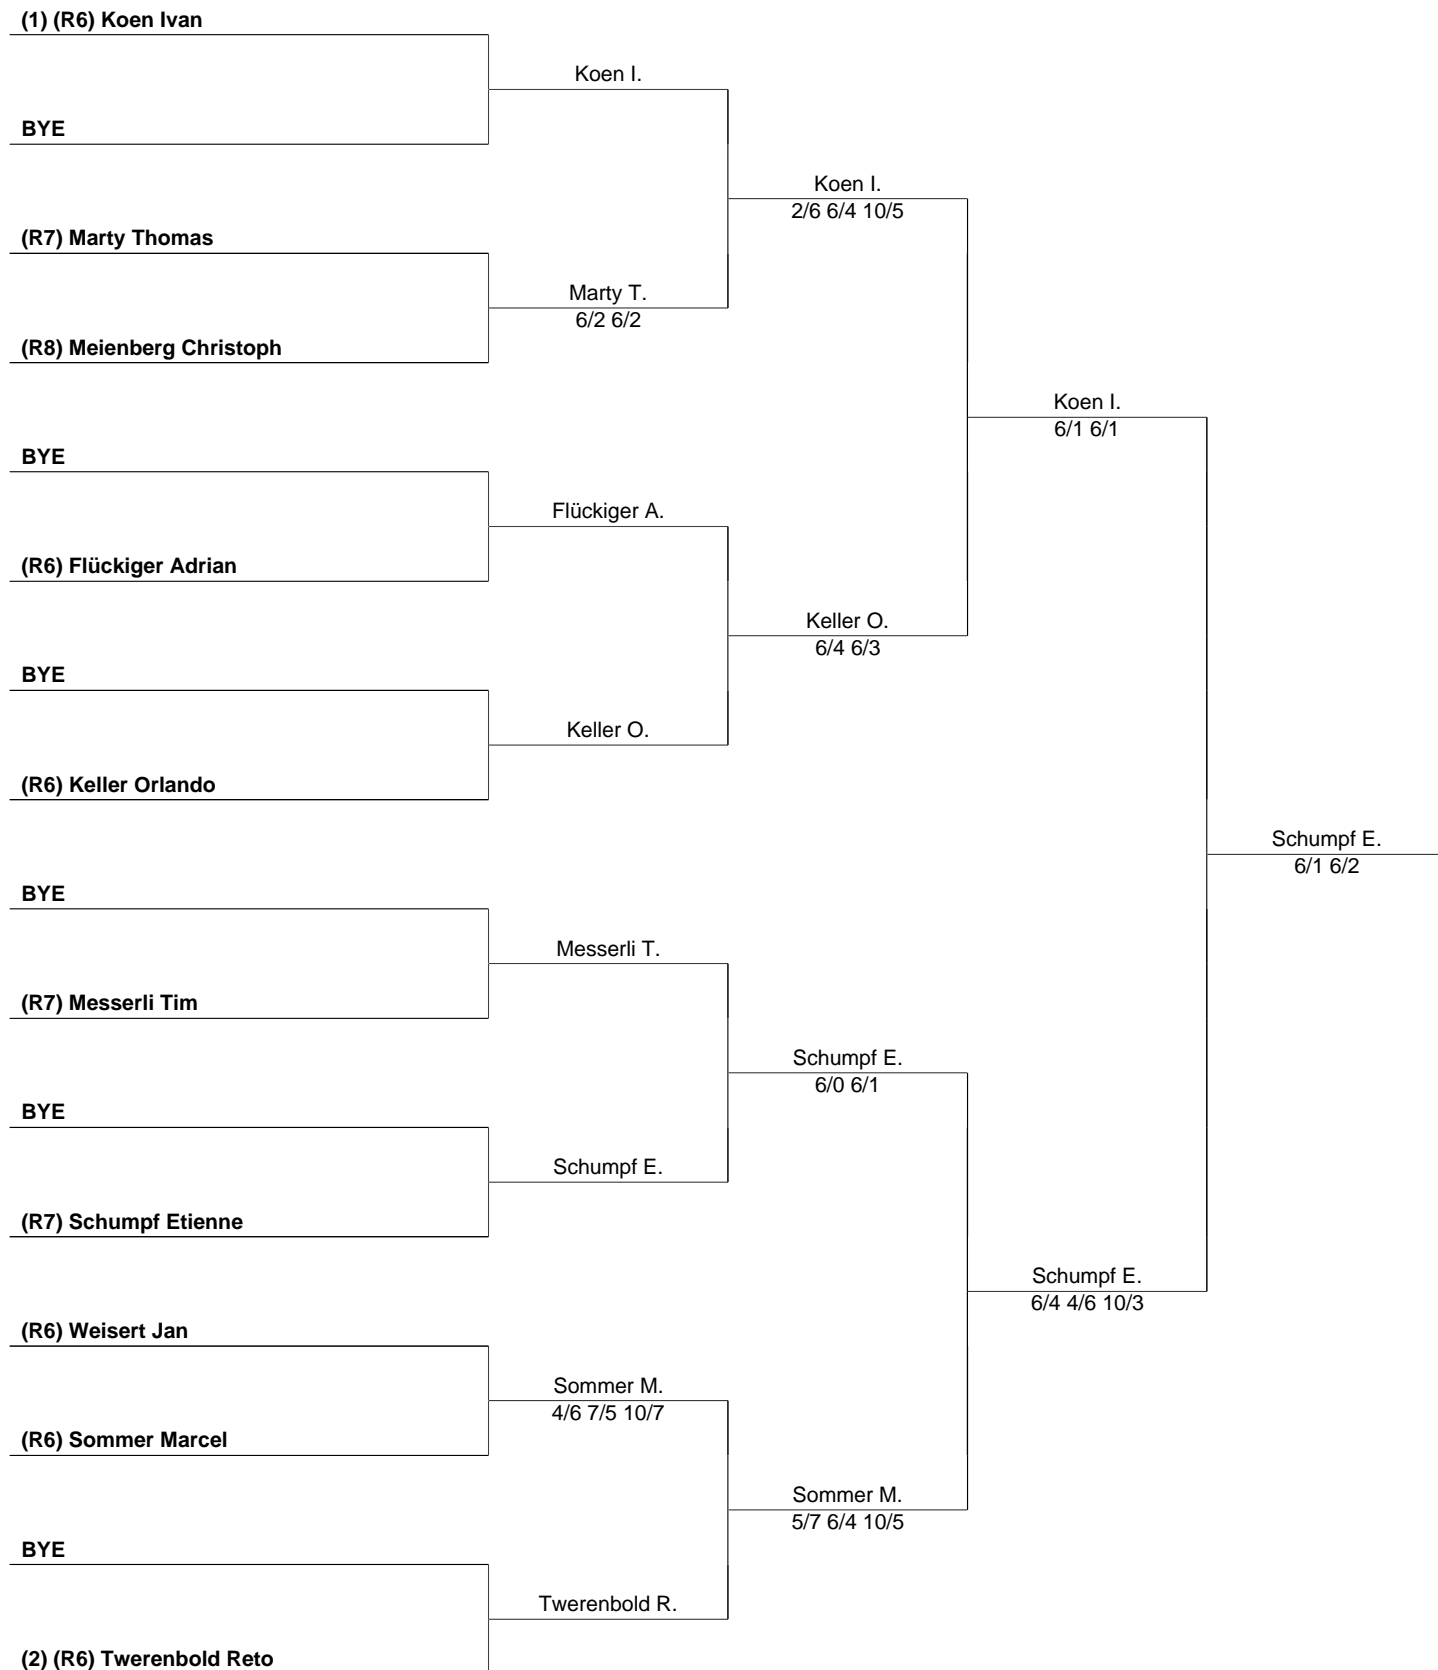 (1) (R6) Koen Ivan
Koen I.
BYE
Koen I.
2/6 6/4 10/5
(R7) Marty Thomas
Marty T.
6/2 6/2
(R8) Meienberg Christoph
Koen I.
6/1 6/1
BYE
Flückiger A.
(R6) Flückiger Adrian
Keller O.
6/4 6/3
BYE
Keller O.
(R6) Keller Orlando
Schumpf E.
6/1 6/2
BYE
Messerli T.
(R7) Messerli Tim
Schumpf E.
6/0 6/1
BYE
Schumpf E.
(R7) Schumpf Etienne
Schumpf E.
6/4 4/6 10/3
(R6) Weisert Jan
Sommer M.
4/6 7/5 10/7
(R6) Sommer Marcel
Sommer M.
5/7 6/4 10/5
BYE
Twerenbold R.
(2) (R6) Twerenbold Reto